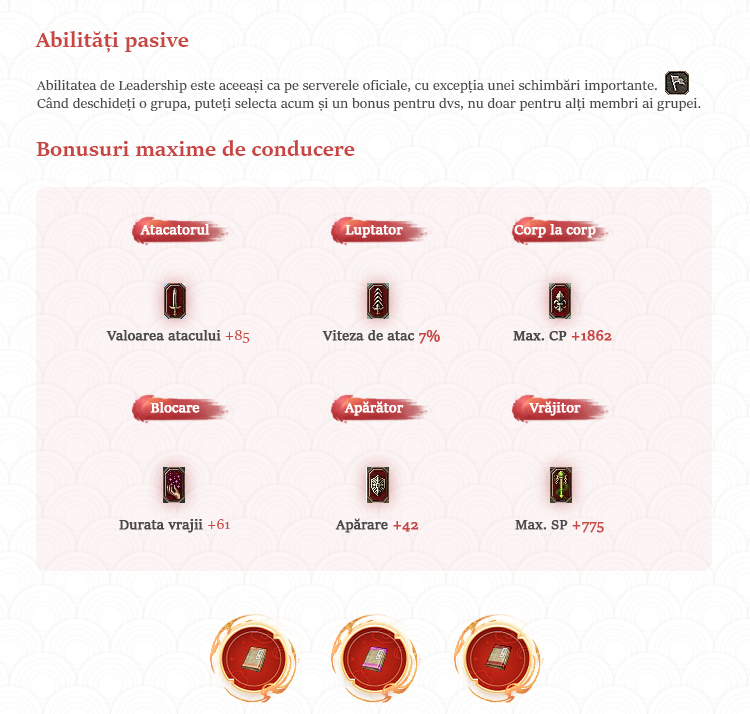 Abilități pasive
Abilitatea de Leadership este aceeași ca pe serverele oficiale, cu excepția unei schimbări importante.
Când deschideți o grupa, puteți selecta acum și un bonus pentru dvs, nu doar pentru alți membri ai grupei.
Bonusuri maxime de conducere
Atacatorul Luptator Corp la corp
Valoarea atacului +85 Viteza de atac 7% Max. CP +1862
Blocare Apărător Vrăjitor
Durata vrajii +61 Apărare +42 Max. SP +775